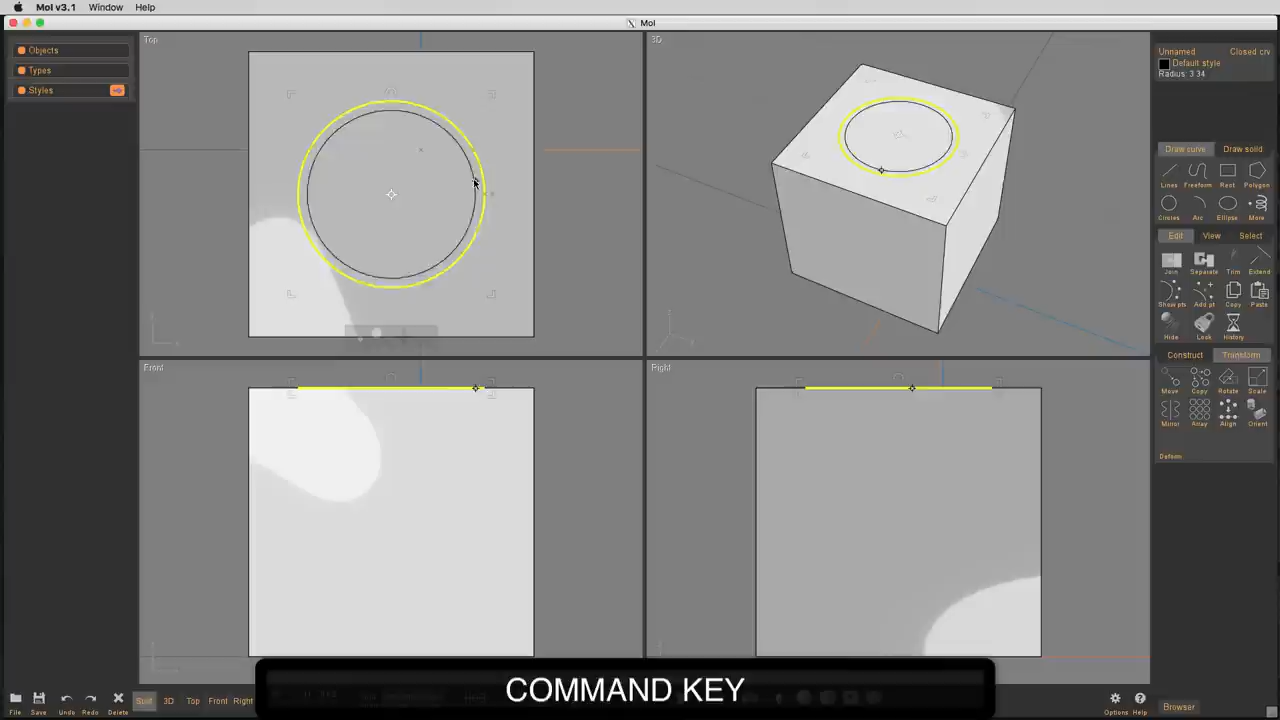 MoI v3.1 Window Help
MoI
Objects
Types
Styles
Top
3D
Front
Right
Unnamed Closed crv
Default style
Radius: 3.34
Draw curve Draw solid
Lines Freeform Rect Polygon
Circles Arc Ellipse More
Edit View Select
Join Separate Trim Extend
Show pts Add pt Copy Paste
Hide Lock History
Construct Transform
Move Copy Rotate Scale
Mirror Array Align Orient
Deform
COMMAND KEY
File Save Undo Redo Delete Split 3D Top Front Right
Options Help Browser